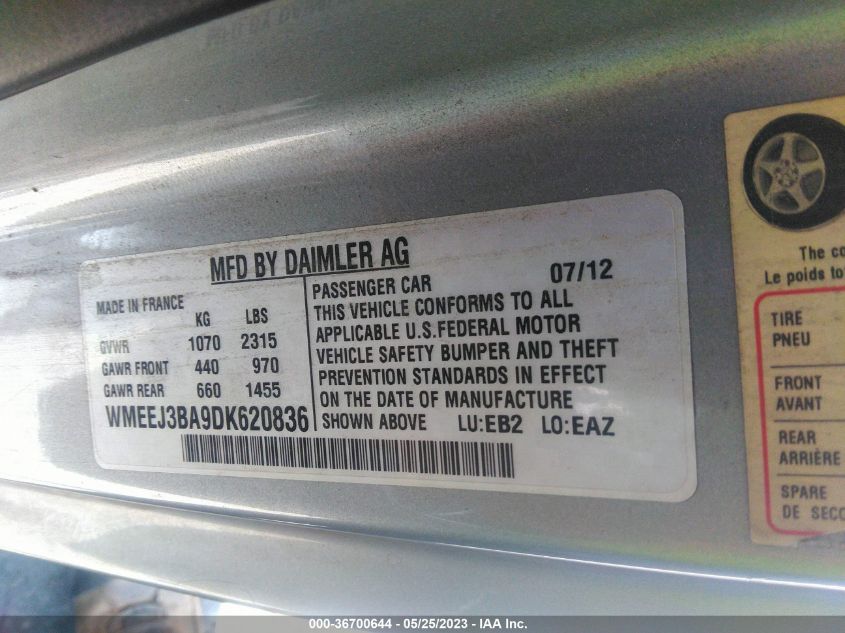 MFD BY DAIMLER AG
MADE IN FRANCE
KG LBS
GVWR 1070 2315
GAWR FRONT 440 970
GAWR REAR 660 1455
WMEEJ3BA9DK620836
PASSENGER CAR 07/12
THIS VEHICLE CONFORMS TO ALL
APPLICABLE U.S.FEDERAL MOTOR
VEHICLE SAFETY BUMPER AND THEFT
PREVENTION STANDARDS IN EFFECT
ON THE DATE OF MANUFACTURE
SHOWN ABOVE LU:EB2 LO:EAZ
The
Le poids
TIRE
PNEU
FRONT
AVANT
REAR
ARRIÈRE
SPARE
DE
000-36700644 - 05/25/2023 - IAA Inc.